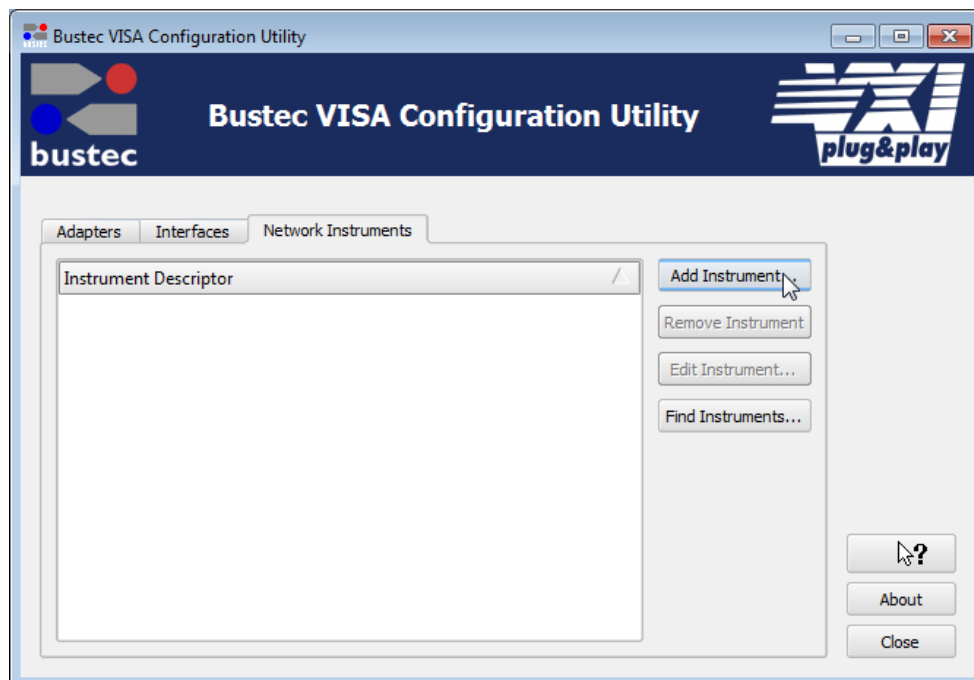 Bustec VISA Configuration Utility
Bustec VISA Configuration Utility
bustec
VXI
plug&play
Adapters Interfaces Network Instruments
Instrument Descriptor
Add Instrument...
Remove Instrument
Edit Instrument...
Find Instruments...
?
About
Close